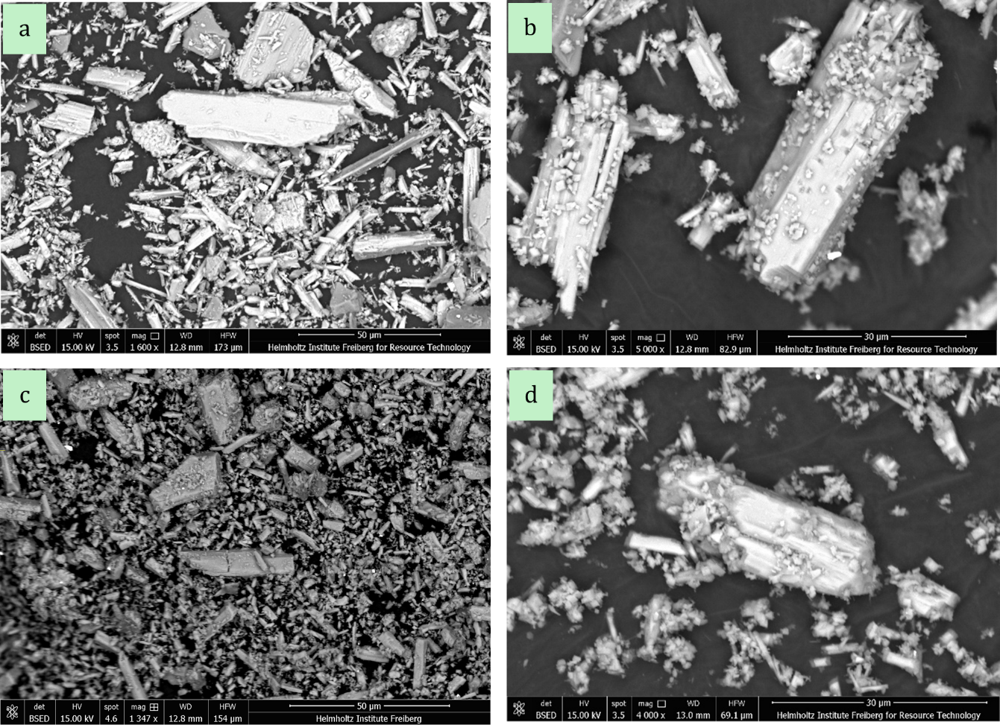 a
det HV spot mag WD HFW 50 µm
BSED 15.00 kV 3.5 1 600 x 12.8 mm 173 µm Helmholtz Institute Freiberg for Resource Technology
b
det HV spot mag WD HFW 30 µm
BSED 15.00 kV 3.5 5 000 x 12.8 mm 82.9 µm Helmholtz Institute Freiberg for Resource Technology
c
det HV spot mag WD HFW 50 µm
BSED 15.00 kV 4.6 1 347 x 12.8 mm 154 µm Helmholtz Institute Freiberg
d
det HV spot mag WD HFW 30 µm
BSED 15.00 kV 3.5 4 000 x 13.0 mm 69.1 µm Helmholtz Institute Freiberg for Resource Technology